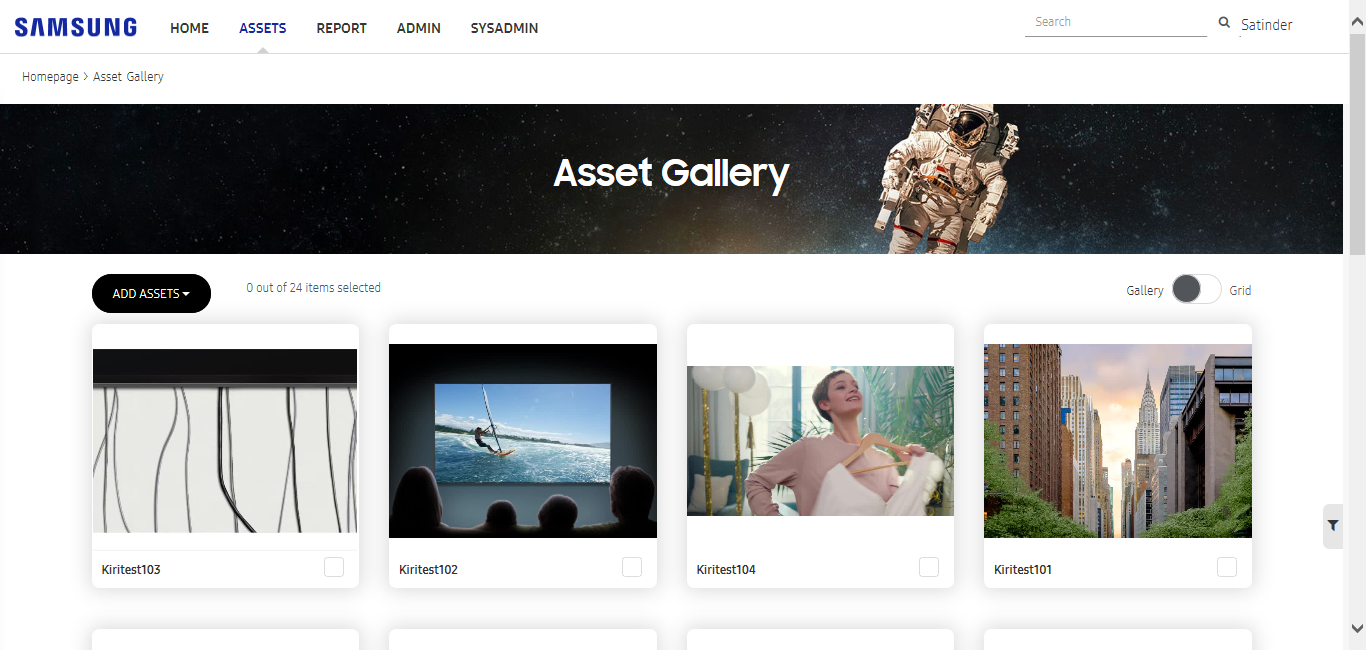 SAMSUNG HOME ASSETS REPORT ADMIN SYSADMIN Search Satinder
Homepage > Asset Gallery
Asset Gallery
ADD ASSETS 0 out of 24 items selected Gallery Grid
Kiritest103 Kiritest102 Kiritest104 Kiritest101